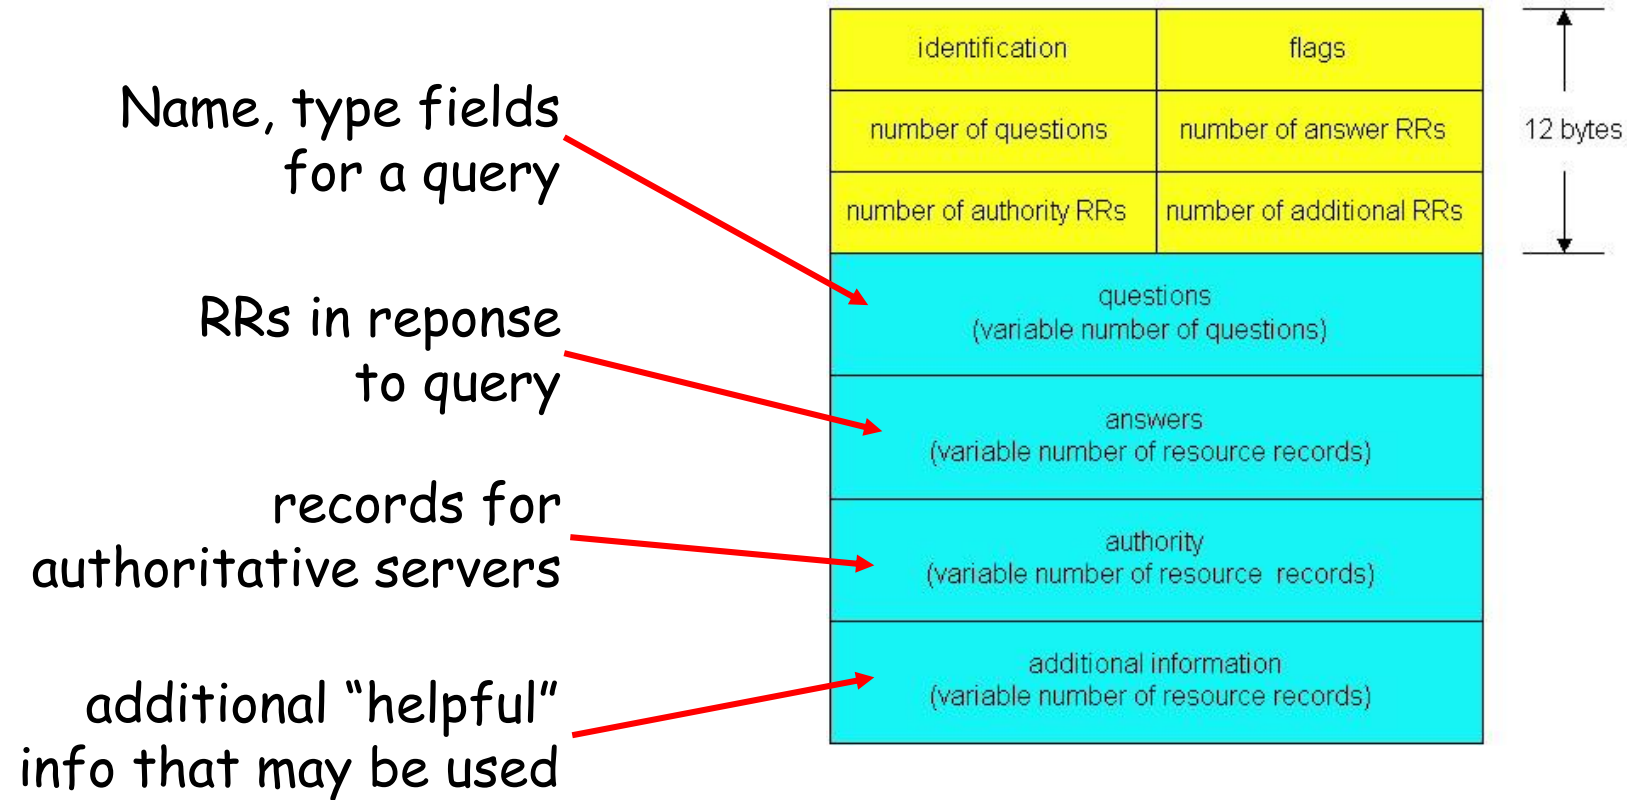 Name, type fields
for a query
RRs in reponse
to query
records for
authoritative servers
additional “helpful”
info that may be used
identification
flags
number of questions
number of answer RRs
number of authority RRs
number of additional RRs
questions
(variable number of questions)
answers
(variable number of resource records)
authority
(variable number of resource records)
additional information
(variable number of resource records)
12 bytes